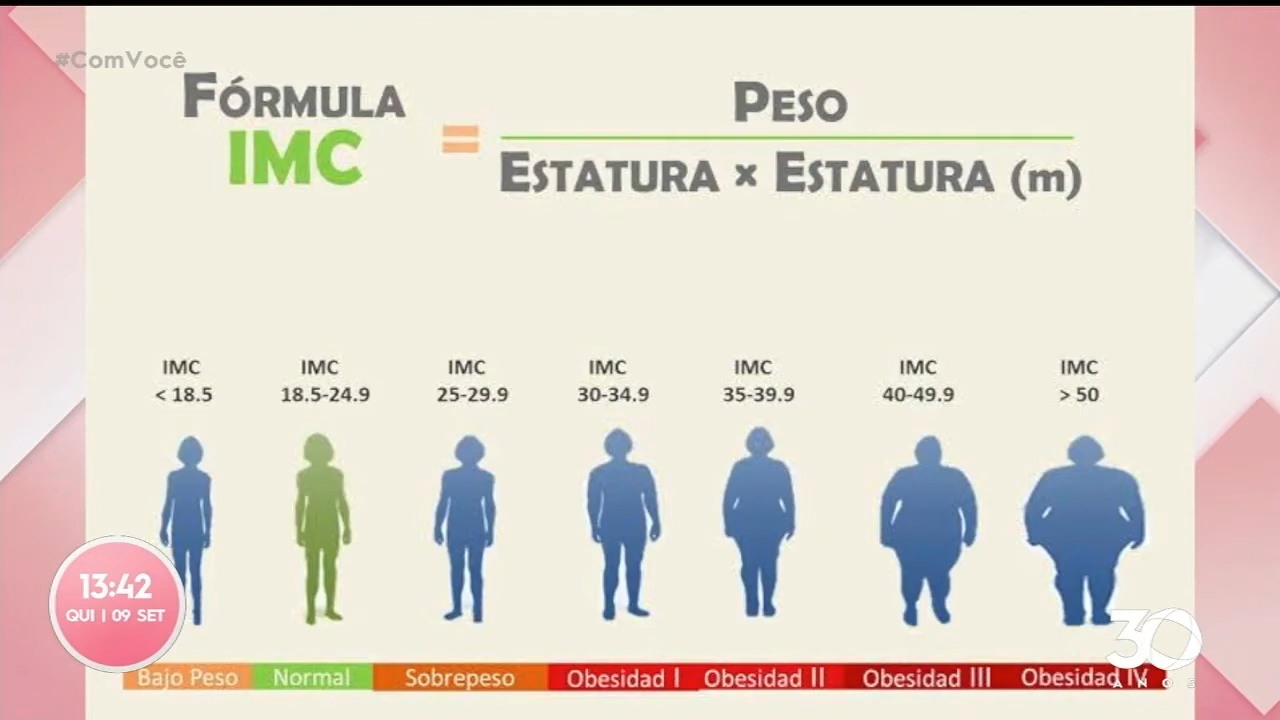 #ComVocê
FÓRMULA
IMC
=
PESO
ESTATURA × ESTATURA (m)
IMC
< 18.5
IMC
18.5-24.9
IMC
25-29.9
IMC
30-34.9
IMC
35-39.9
IMC
40-49.9
IMC
> 50
13:42
QUI | 09 SET
Bajo Peso
Normal
Sobrepeso
Obesidad I
Obesidad II
Obesidad III
Obesidad IV
30
ANOS